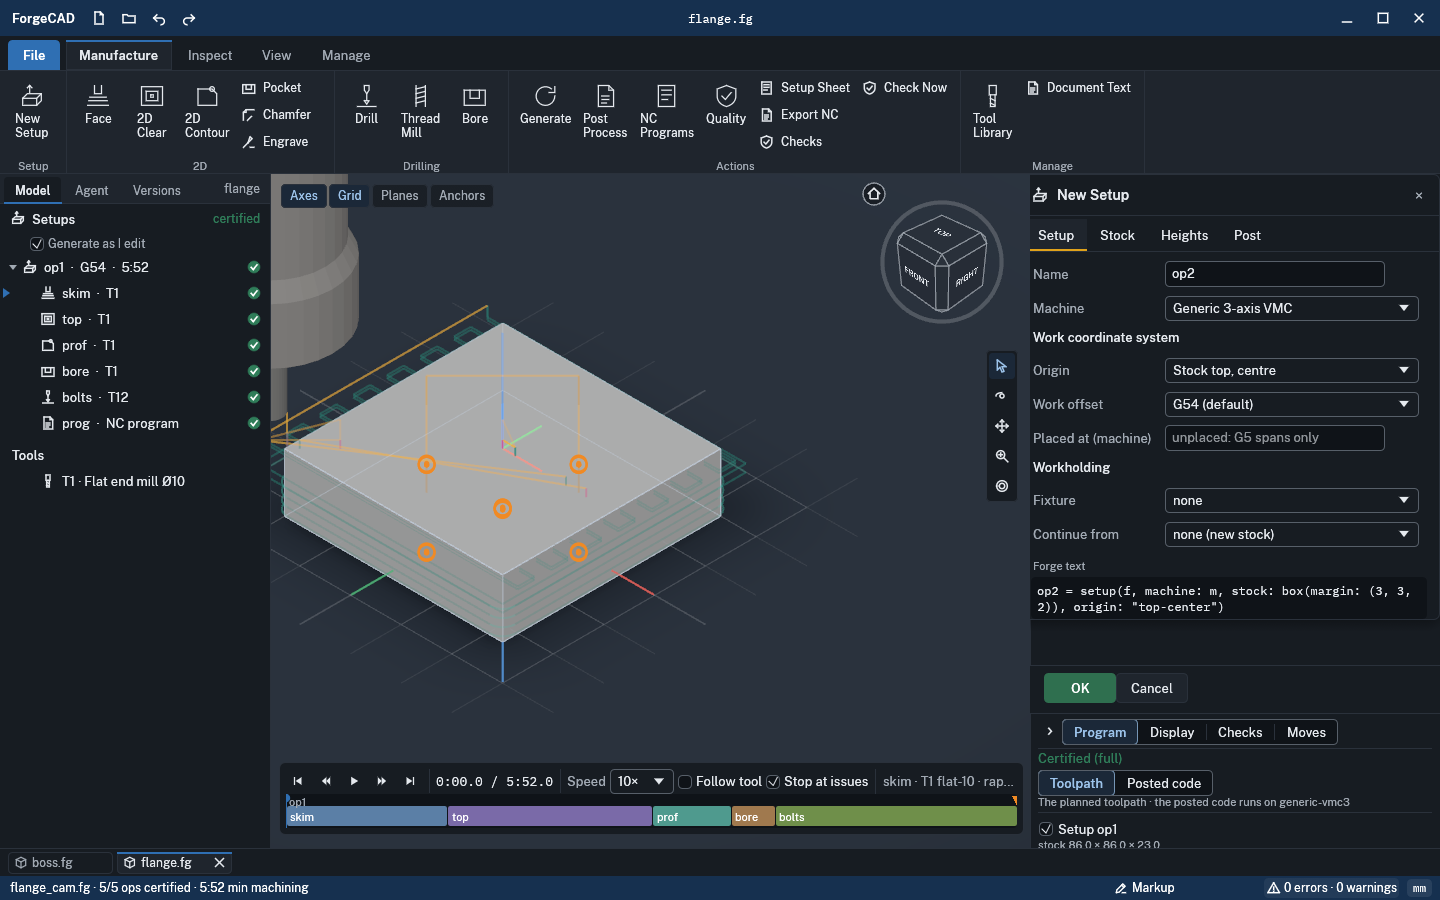 ForgeCAD
flange.fg
File
Manufacture
Inspect
View
Manage
New Setup
Setup
Face
2D Clear
2D Contour
Pocket
Chamfer
Engrave
2D
Drill
Thread Mill
Bore
Drilling
Generate
Post Process
NC Programs
Quality
Setup Sheet
Export NC
Checks
Check Now
Actions
Tool Library
Document Text
Manage
Model
Agent
Versions
flange
Setups
certified
Generate as I edit
op1 · G54 · 5:52
skim · T1
top · T1
prof · T1
bore · T1
bolts · T12
prog · NC program
Tools
T1 · Flat end mill Ø10
Axes
Grid
Planes
Anchors
TOP
FRONT
RIGHT
0:00.0 / 5:52.0
Speed
10×
Follow tool
Stop at issues
skim · T1 flat-10 · rap...
op1
skim
top
prof
bore
bolts
New Setup
×
Setup
Stock
Heights
Post
Name
op2
Machine
Generic 3-axis VMC
Work coordinate system
Origin
Stock top, centre
Work offset
G54 (default)
Placed at (machine)
unplaced: G5 spans only
Workholding
Fixture
none
Continue from
none (new stock)
Forge text
op2 = setup(f, machine: m, stock: box(margin: (3, 3,
2)), origin: "top-center")
OK
Cancel
Program
Display
Checks
Moves
Certified (full)
Toolpath
Posted code
The planned toolpath · the posted code runs on generic-vmc3
Setup op1
stock 86.0 × 86.0 × 23.0
boss.fg
flange.fg
flange_cam.fg · 5/5 ops certified · 5:52 min machining
Markup
0 errors · 0 warnings
mm